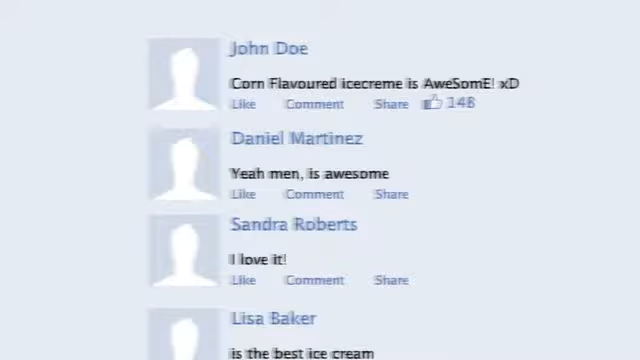 John Doe
Corn Flavoured icecreme is AweSomE! xD
Like Comment Share 148
Daniel Martinez
Yeah men, is awesome
Like Comment Share
Sandra Roberts
I love it!
Like Comment Share
Lisa Baker
is the best ice cream